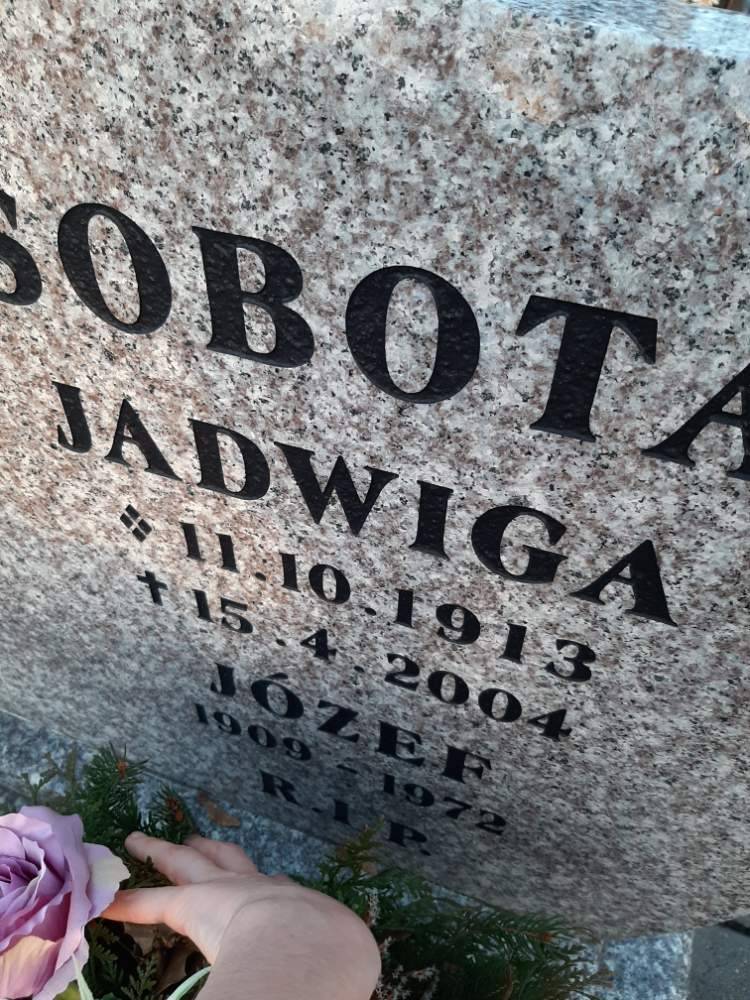 SOBOTA
JADWIGA
11.10.1913
✝ 15.4.2004
JÓZEF
1909-1972
R.I.P.